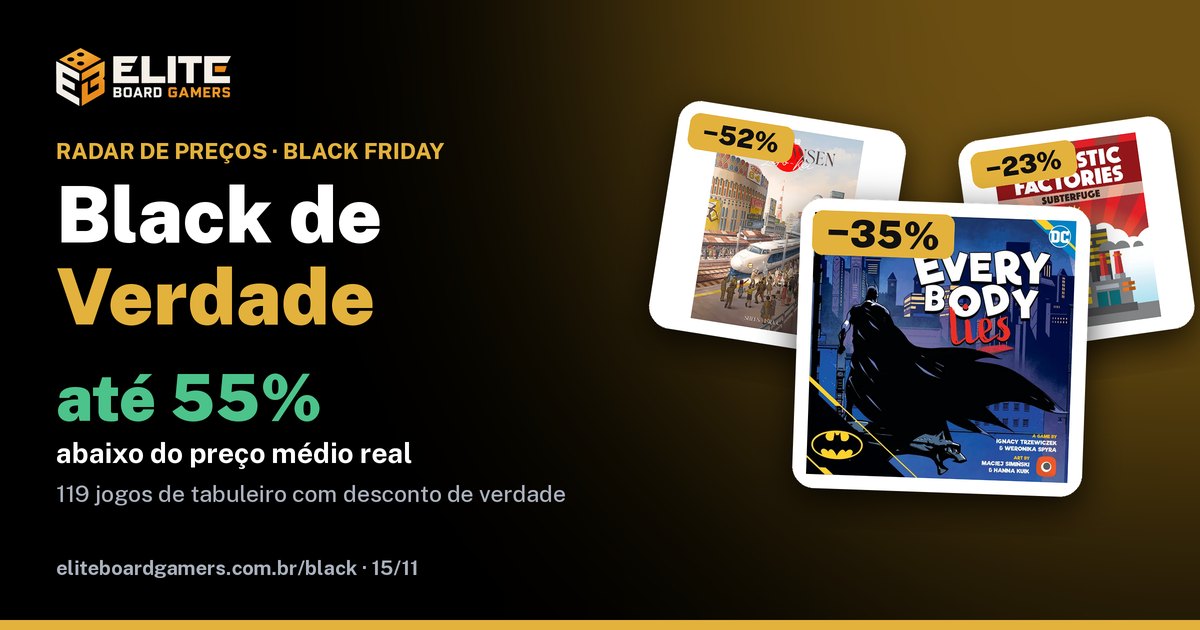 ELITE
BOARD GAMERS
RADAR DE PREÇOS · BLACK FRIDAY
Black de
Verdade
até 55%
abaixo do preço médio real
119 jogos de tabuleiro com desconto de verdade
eliteboardgamers.com.br/black · 15/11
−52%
−23%
FACTORIES
SUBTERFUGE
−35%
DC
EVERY
BODY
lies
A GAME BY
IGNACY TRZEWICZEK
& WERONIKA SPYRA
ART BY
MACIEJ SIMIŃSKI
& HANNA KUIK